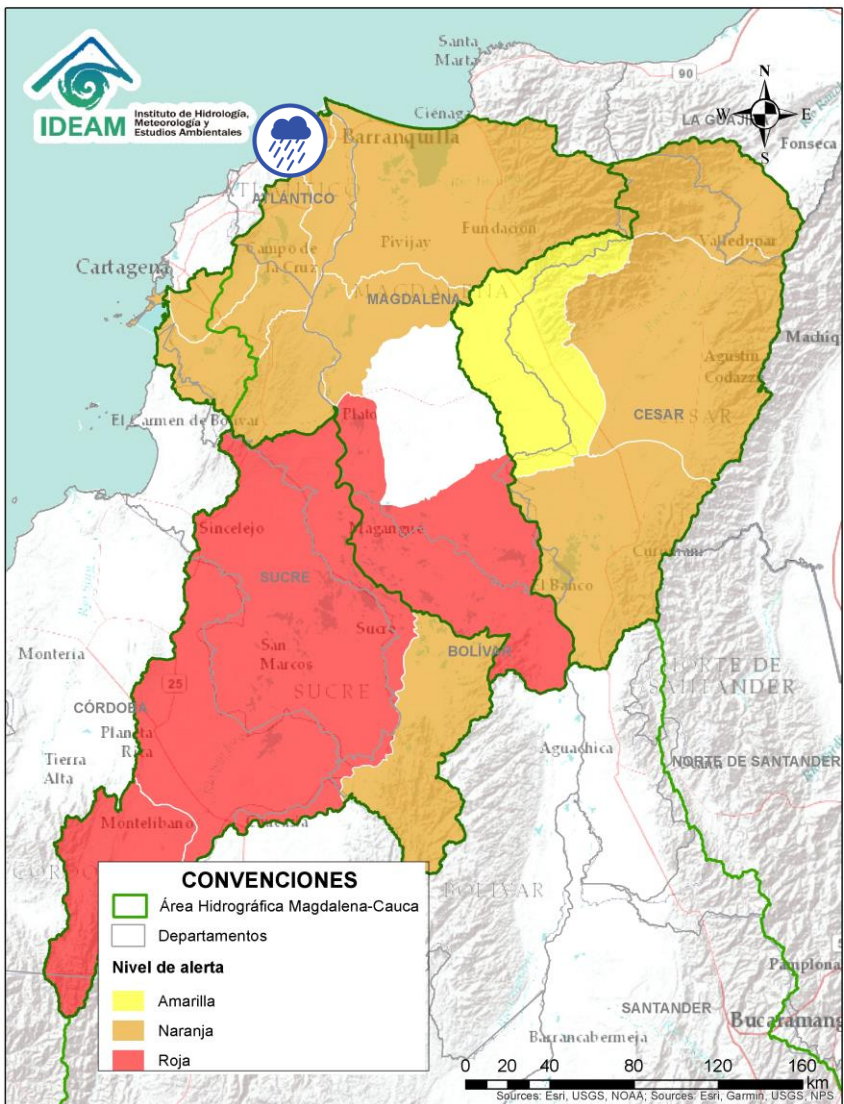 IDEAM
Instituto de Hidrología,
Meteorología y
Estudios Ambientales
Santa
Marta
90
N
W
E
S
LA GUAJI
Fonseca
Ciénaga
Barranquilla
ATLÁNTICO
Campo de
la Cruz
Pivijay
Fundación
Valledupar
Cartagena
MAGDALENA
Machiq
Agustín
Codazzi
CESAR
El Carmen de Bolívar
Plato
Sincelejo
Magangué
SUCRE
El Banco
Sucre
San
Marcos
BOLÍVAR
Montería
SUCRE
NORTE DE
SANTANDER
25
CÓRDOBA
Planeta
Rica
Aguachica
Tierra
Alta
NORTE DE SANTANDER
Montelíbano
BOLÍVAR
CONVENCIONES
Área Hidrográfica Magdalena-Cauca
Departamentos
Nivel de alerta
Amarilla
Naranja
Roja
Pamplona
SANTANDER
Bucaramang
Barrancabermeja
0 20 40 80 120 160
km
Sources: Esri, USGS, NOAA; Sources: Esri, Garmin, USGS, NPS